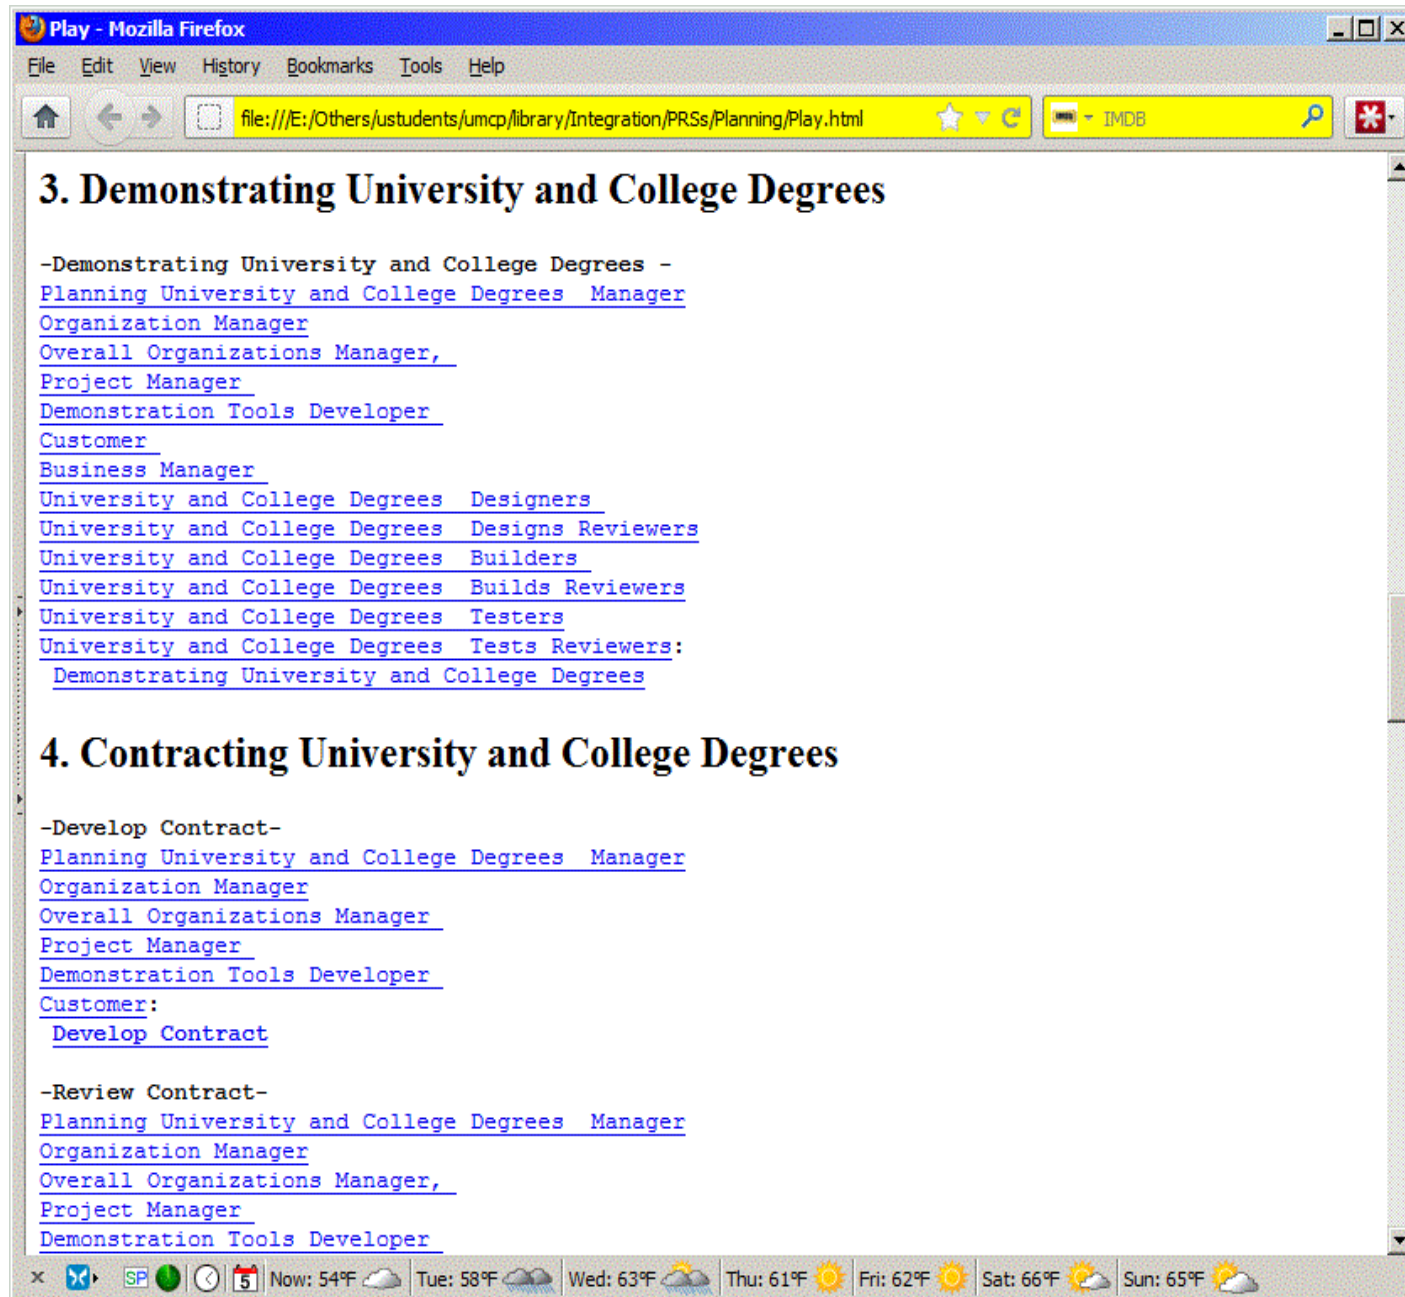 Play - Mozilla Firefox
File Edit View History Bookmarks Tools Help
file:///E:/Others/ustudents/umcp/library/Integration/PRSs/Planning/Play.html IMDB
3. Demonstrating University and College Degrees
-Demonstrating University and College Degrees -
Planning University and College Degrees  Manager
Organization Manager
Overall Organizations Manager,
Project Manager
Demonstration Tools Developer
Customer
Business Manager
University and College Degrees  Designers
University and College Degrees  Designs Reviewers
University and College Degrees  Builders
University and College Degrees  Builds Reviewers
University and College Degrees  Testers
University and College Degrees  Tests Reviewers:
Demonstrating University and College Degrees
4. Contracting University and College Degrees
-Develop Contract-
Planning University and College Degrees  Manager
Organization Manager
Overall Organizations Manager
Project Manager
Demonstration Tools Developer
Customer:
Develop Contract
-Review Contract-
Planning University and College Degrees  Manager
Organization Manager
Overall Organizations Manager,
Project Manager
Demonstration Tools Developer
SP 5 Now: 54°F Tue: 58°F Wed: 63°F Thu: 61°F Fri: 62°F Sat: 66°F Sun: 65°F